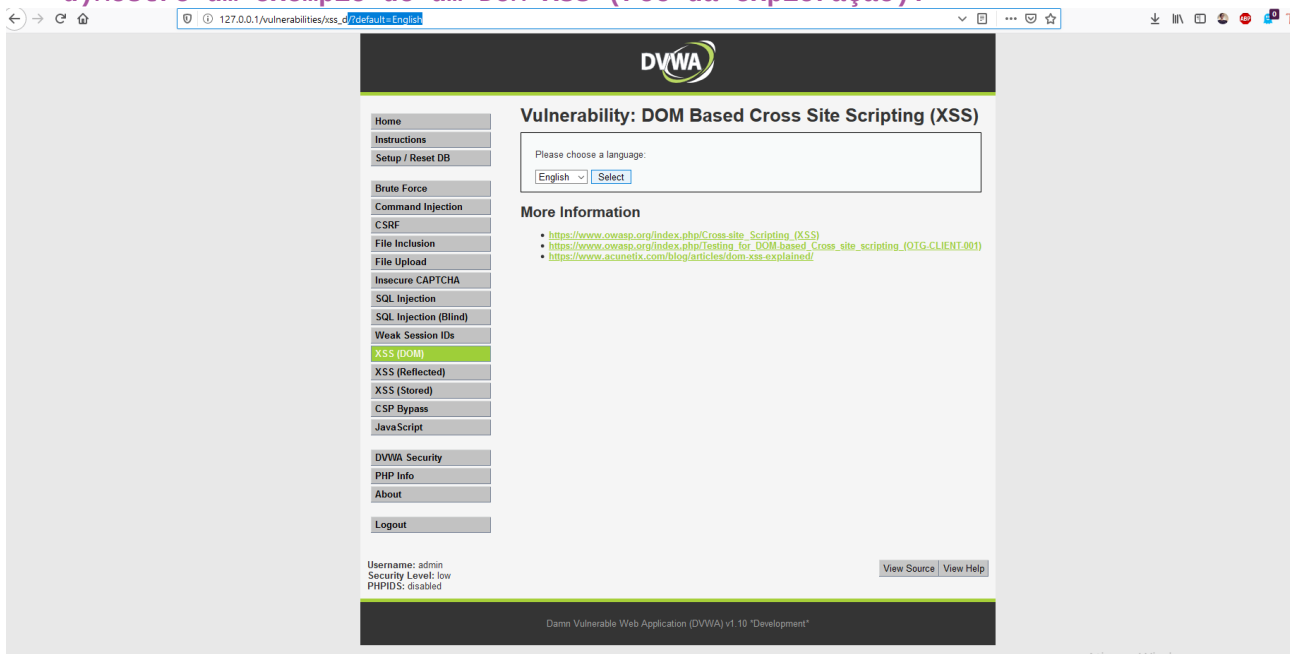 127.0.0.1/vulnerabilities/xss_d/?default=English
DVWA
Home
Instructions
Setup / Reset DB
Brute Force
Command Injection
CSRF
File Inclusion
File Upload
Insecure CAPTCHA
SQL Injection
SQL Injection (Blind)
Weak Session IDs
XSS (DOM)
XSS (Reflected)
XSS (Stored)
CSP Bypass
JavaScript
DVWA Security
PHP Info
About
Logout
Vulnerability: DOM Based Cross Site Scripting (XSS)
Please choose a language:
English Select
More Information
https://www.owasp.org/index.php/Cross-site_Scripting_(XSS)
https://www.owasp.org/index.php/Testing_for_DOM-based_Cross_site_scripting_(OTG-CLIENT-001)
https://www.acunetix.com/blog/articles/dom-xss-explained/
Username: admin
Security Level: low
PHPIDS: disabled
View Source View Help
Damn Vulnerable Web Application (DVWA) v1.10 *Development*